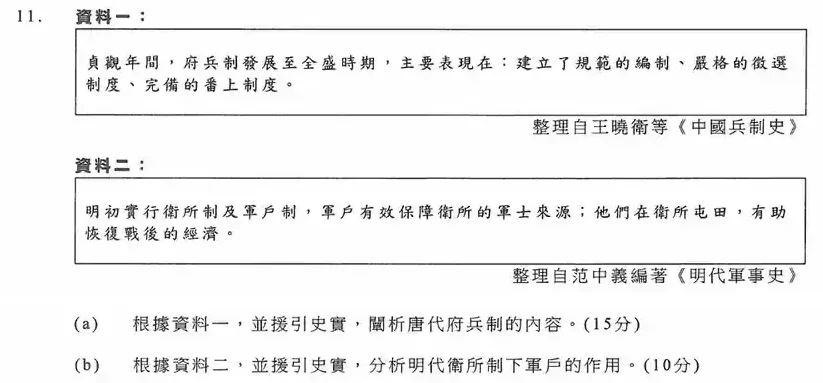 11. 資料一：
貞觀年間，府兵制發展至全盛時期，主要表現在：建立了規範的編制、嚴格的徵選
制度、完備的番上制度。
整理自王曉衛等《中國兵制史》
資料二：
明初實行衛所制及軍戶制，軍戶有效保障衛所的軍士來源；他們在衛所屯田，有助
恢復戰後的經濟。
整理自范中義編著《明代軍事史》
(a) 根據資料一，並援引史實，闡析唐代府兵制的內容。(15分)
(b) 根據資料二，並援引史實，分析明代衛所制下軍戶的作用。(10分)